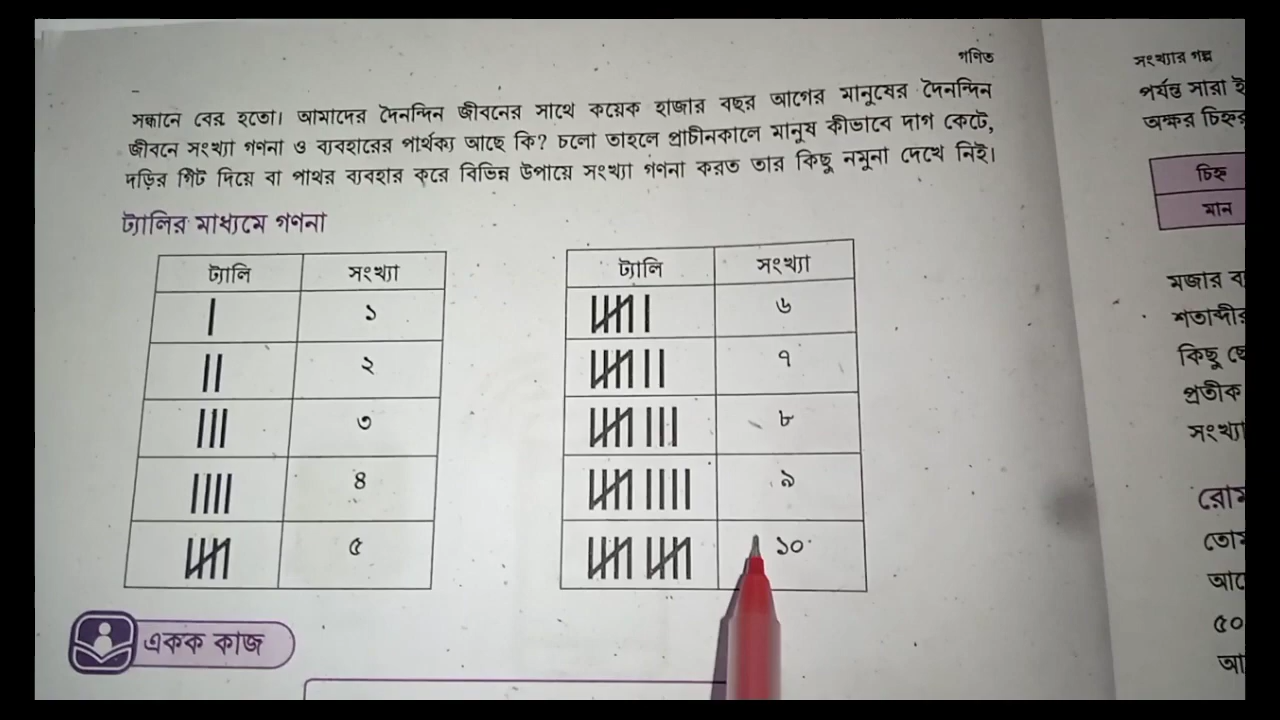 গণিত
সন্ধানে বের হতো। আমাদের দৈনন্দিন জীবনের সাথে কয়েক হাজার বছর আগের মানুষের দৈনন্দিন
জীবনে সংখ্যা গণনা ও ব্যবহারের পার্থক্য আছে কি? চলো তাহলে প্রাচীনকালে মানুষ কীভাবে দাগ কেটে,
দড়ির গিঁট দিয়ে বা পাথর ব্যবহার করে বিভিন্ন উপায়ে সংখ্যা গণনা করত তার কিছু নমুনা দেখে নিই।
ট্যালির মাধ্যমে গণনা
ট্যালি সংখ্যা
১
২
৩
৪
৫
ট্যালি সংখ্যা
৬
৭
৮
৯
১০
একক কাজ
সংখ্যার গল্প
পর্যন্ত সারা
অক্ষর
চিহ্ন
মান
মজার
কিছু
প্রতীক
সংখ্যা
৫০